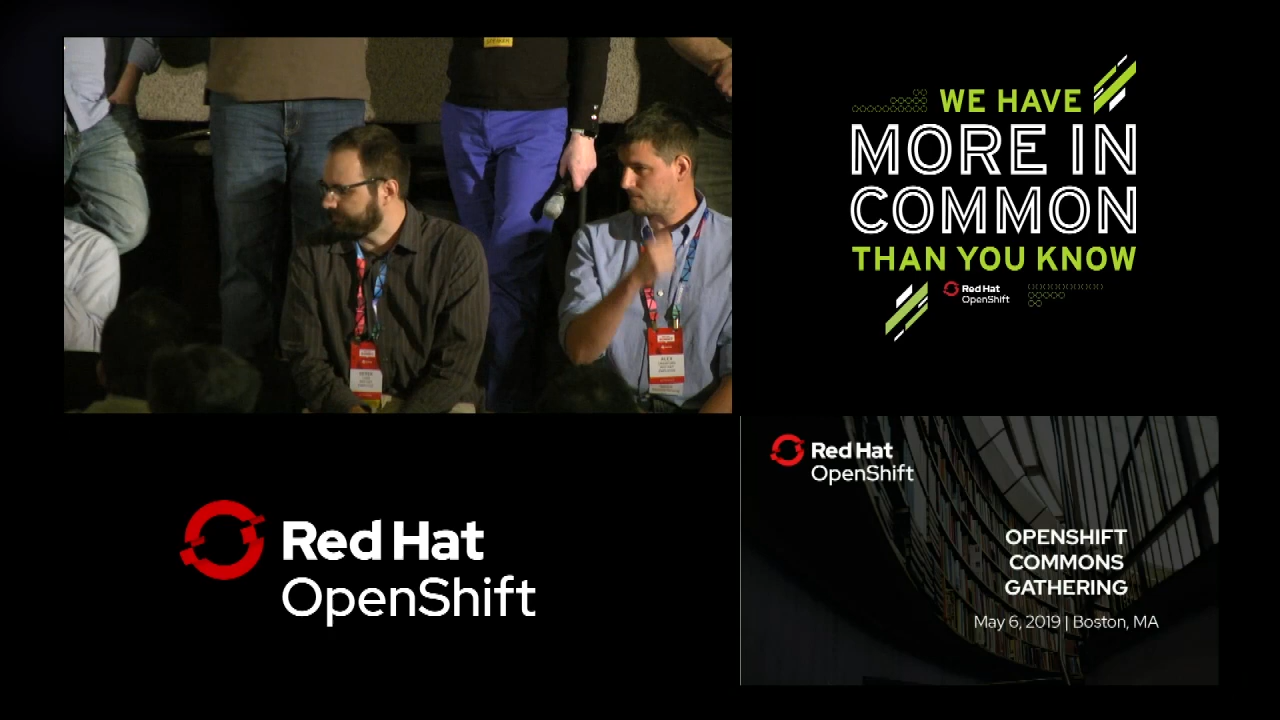 WE HAVE
MORE IN
COMMON
THAN YOU KNOW
Red Hat
OpenShift
Red Hat
OpenShift
OPENSHIFT
COMMONS
GATHERING
May 6, 2019 | Boston, MA
Red Hat
OpenShift
ALEX